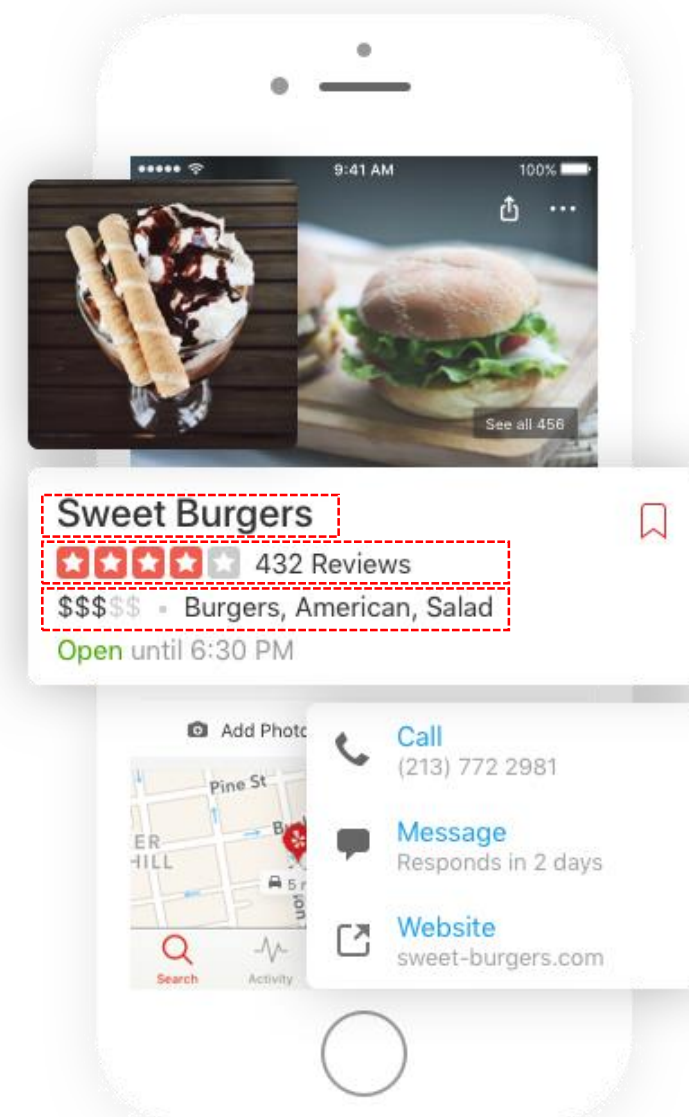 9:41 AM
100%
See all 456
Sweet Burgers
432 Reviews
$$$$$ • Burgers, American, Salad
Open until 6:30 PM
Add Photo
Call
(213) 772 2981
Message
Responds in 2 days
Website
sweet-burgers.com
Pine St
HILL
5
Search
Activity